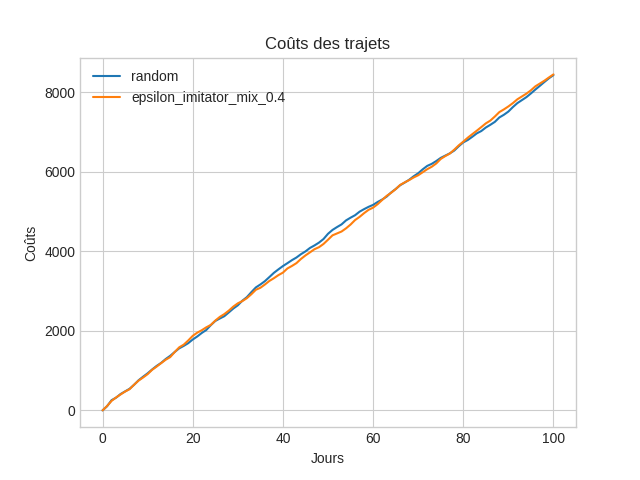 Coûts des trajets
random
epsilon_imitator_mix_0.4
8000
6000
4000
2000
0
Coûts
0 20 40 60 80 100
Jours